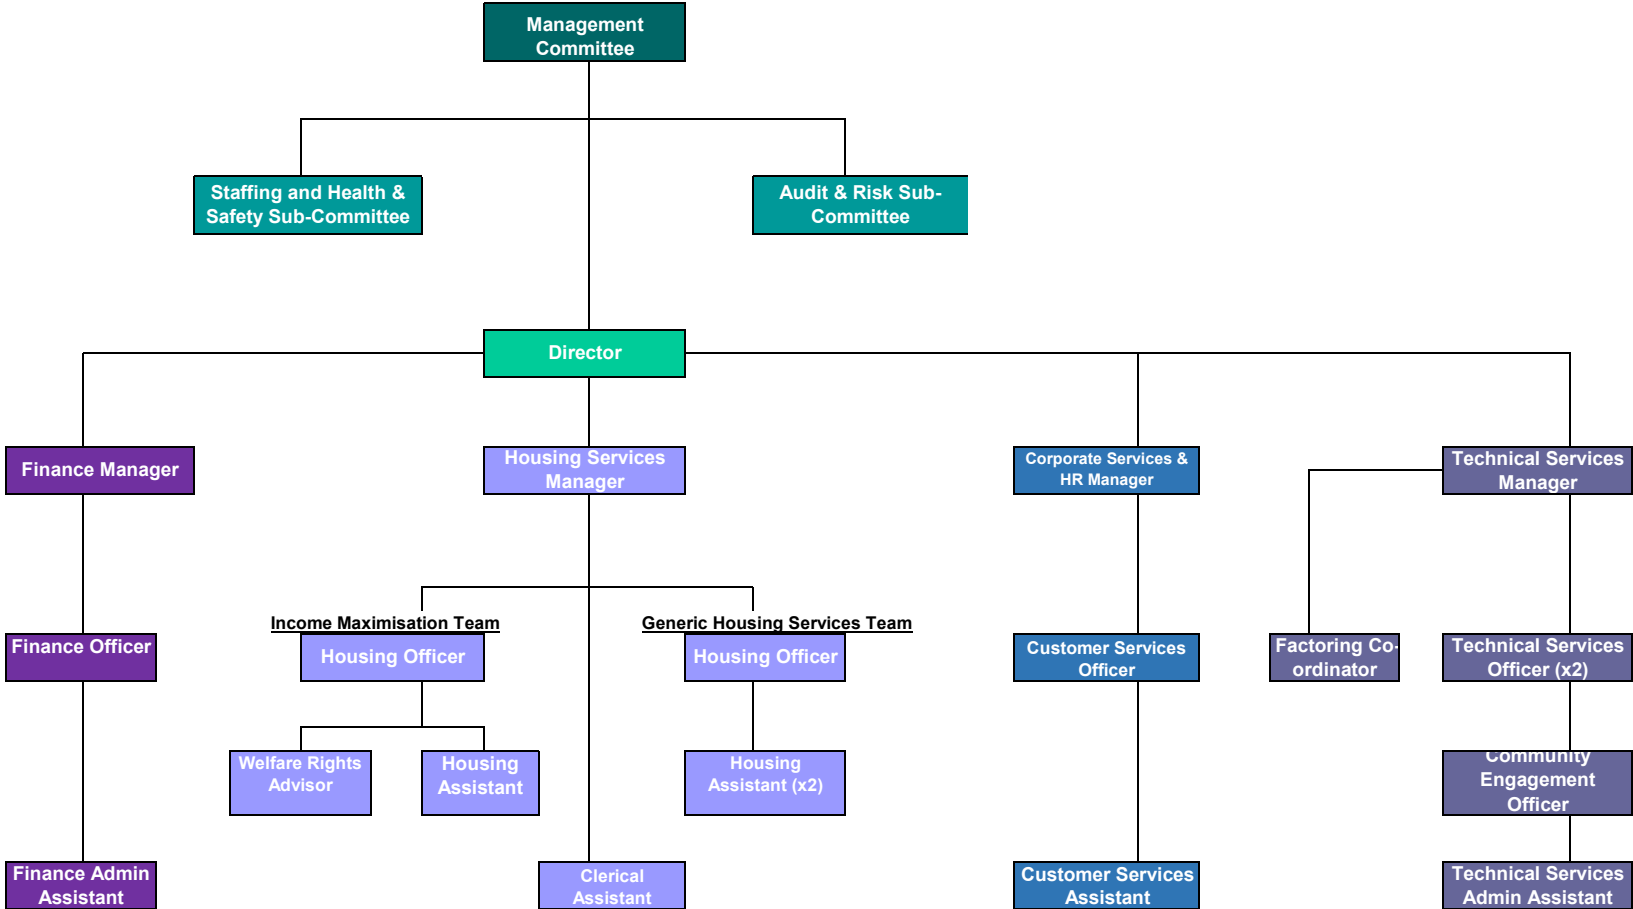 Management
Committee
Staffing and Health &
Safety Sub-Committee
Audit & Risk Sub-
Committee
Director
Finance Manager
Housing Services
Manager
Corporate Services &
HR Manager
Technical Services
Manager
Income Maximisation Team
Generic Housing Services Team
Finance Officer
Housing Officer
Housing Officer
Customer Services
Officer
Factoring Co-
ordinator
Technical Services
Officer (x2)
Welfare Rights
Advisor
Housing
Assistant
Housing
Assistant (x2)
Community
Engagement
Officer
Finance Admin
Assistant
Clerical
Assistant
Customer Services
Assistant
Technical Services
Admin Assistant